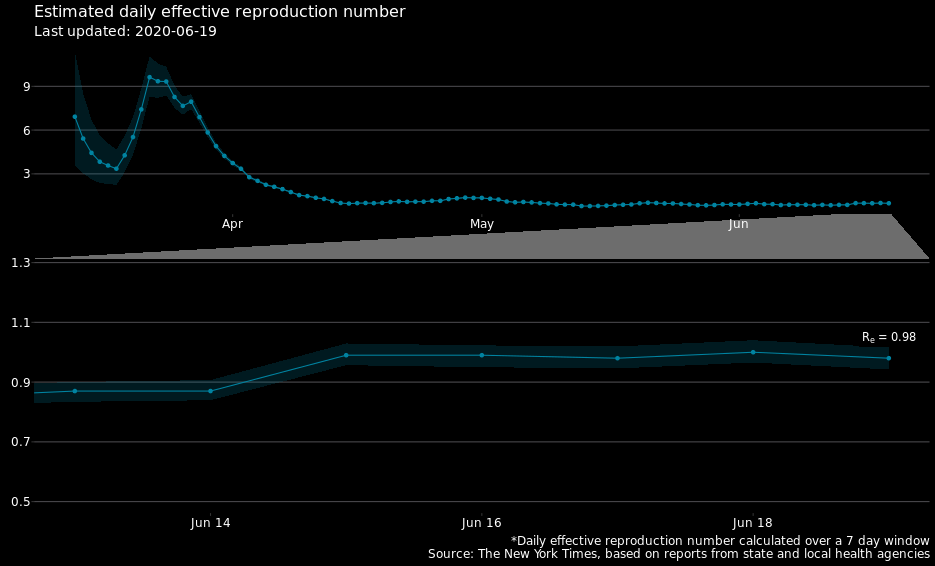 Estimated daily effective reproduction number
Last updated: 2020-06-19
9
6
3
Apr May Jun
1.3
1.1
Rₑ = 0.98
0.9
0.7
0.5
Jun 14 Jun 16 Jun 18
*Daily effective reproduction number calculated over a 7 day window
Source: The New York Times, based on reports from state and local health agencies